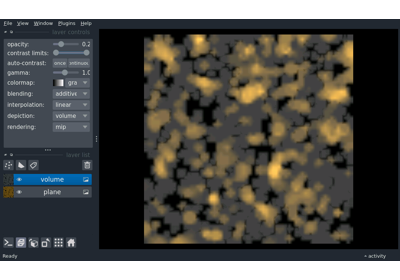 File View Window Plugins Help
layer controls
opacity: 0.2
contrast limits:
auto-contrast: once
gamma: 1.0
colormap: gra
blending: additive
interpolation: linear
depiction: volume
rendering: mip
layer list
volume
plane
Ready
activity